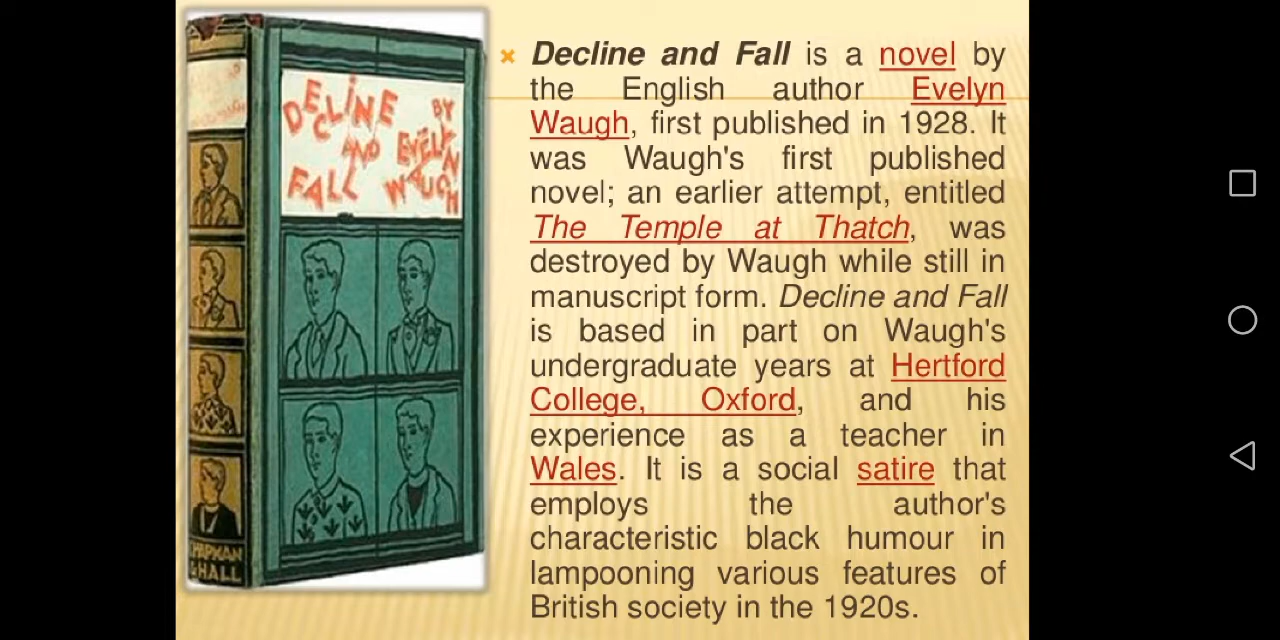 DECLINE
AND
FALL
BY
EVELYN
WAUGH
CHAPMAN
& HALL
Decline and Fall is a novel by
the English author Evelyn
Waugh, first published in 1928. It
was Waugh's first published
novel; an earlier attempt, entitled
The Temple at Thatch, was
destroyed by Waugh while still in
manuscript form. Decline and Fall
is based in part on Waugh's
undergraduate years at Hertford
College, Oxford, and his
experience as a teacher in
Wales. It is a social satire that
employs the author's
characteristic black humour in
lampooning various features of
British society in the 1920s.